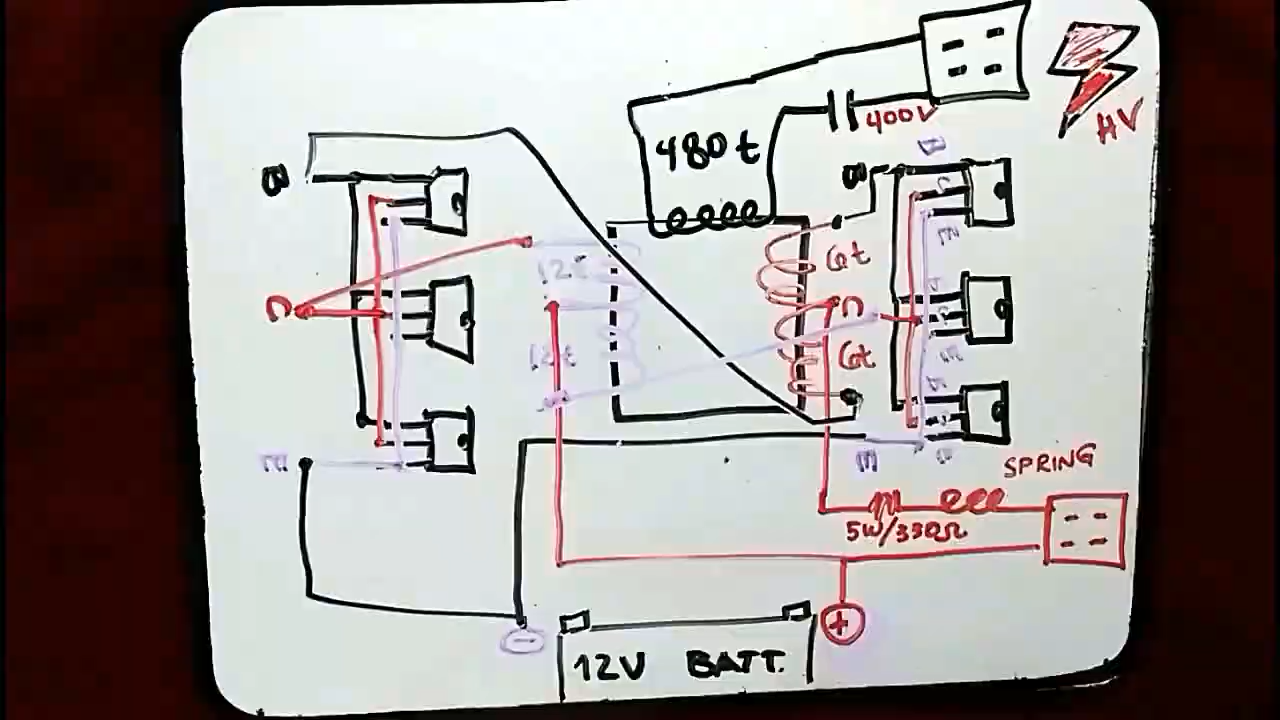 480t
400V
HV
B
B
B
C
E
6t
12t
C
C
6t
12t
E
E
SPRING
5W/330Ω
+
-
12V BATT.